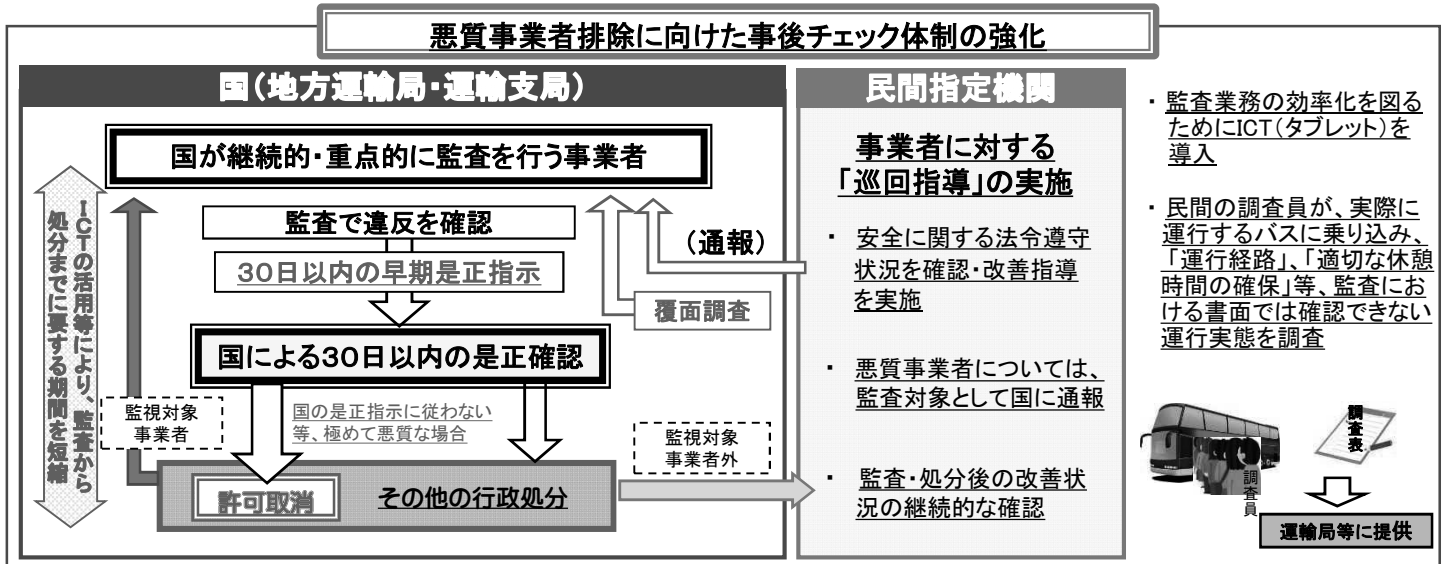 悪質事業者排除に向けた事後チェック体制の強化
国(地方運輸局・運輸支局)
国が継続的・重点的に監査を行う事業者
監査で違反を確認
30日以内の早期是正指示
(通報)
覆面調査
国による30日以内の是正確認
ICTの活用等により、監査から
処分までに要する期間を短縮
監視対象
事業者
国の是正指示に従わない
等、極めて悪質な場合
監視対象
事業者外
許可取消
その他の行政処分
民間指定機関
事業者に対する
「巡回指導」の実施
・ 安全に関する法令遵守
状況を確認・改善指導
を実施
・ 悪質事業者については、
監査対象として国に通報
・ 監査・処分後の改善状
況の継続的な確認
・ 監査業務の効率化を図る
ためにICT(タブレット)を
導入
・ 民間の調査員が、実際に
運行するバスに乗り込み、
「運行経路」、「適切な休憩
時間の確保」等、監査にお
ける書面では確認できない
運行実態を調査
調査員
調査表
運輸局等に提供